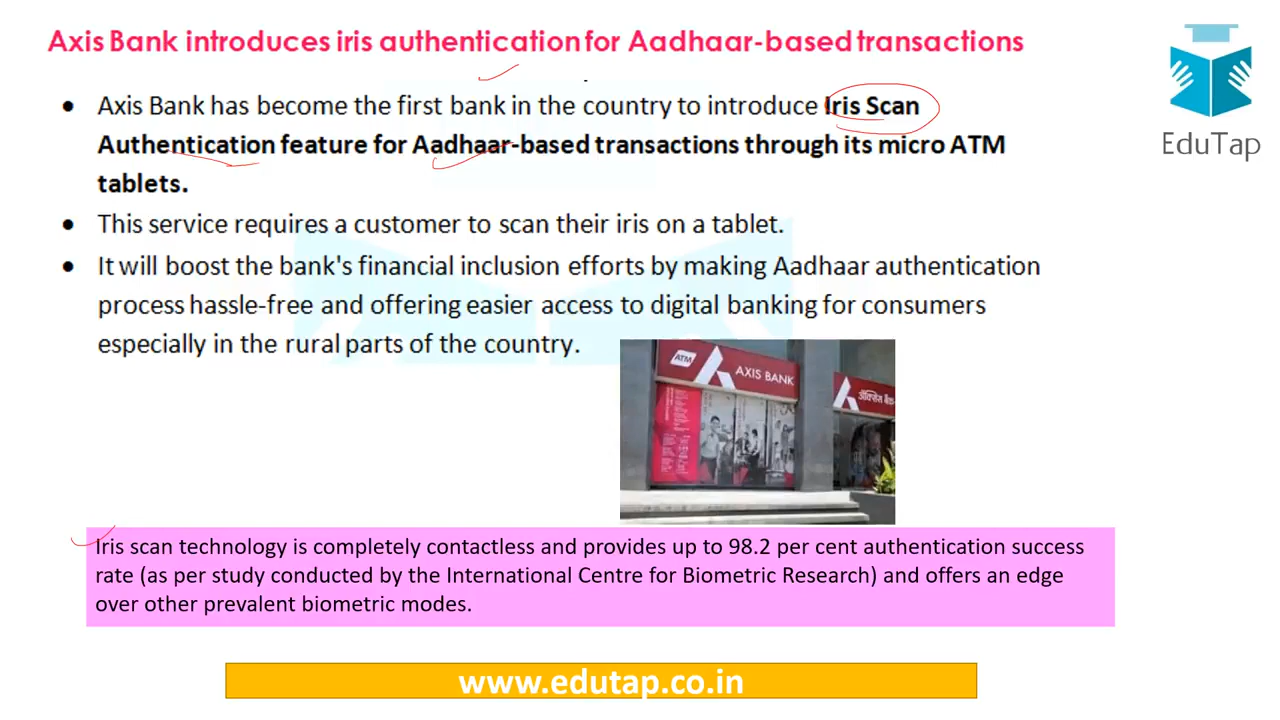 Axis Bank introduces iris authentication for Aadhaar-based transactions
EduTap
• Axis Bank has become the first bank in the country to introduce Iris Scan
Authentication feature for Aadhaar-based transactions through its micro ATM
tablets.
• This service requires a customer to scan their iris on a tablet.
• It will boost the bank's financial inclusion efforts by making Aadhaar authentication
process hassle-free and offering easier access to digital banking for consumers
especially in the rural parts of the country.
ATM
AXIS BANK
Iris scan technology is completely contactless and provides up to 98.2 per cent authentication success
rate (as per study conducted by the International Centre for Biometric Research) and offers an edge
over other prevalent biometric modes.
www.edutap.co.in